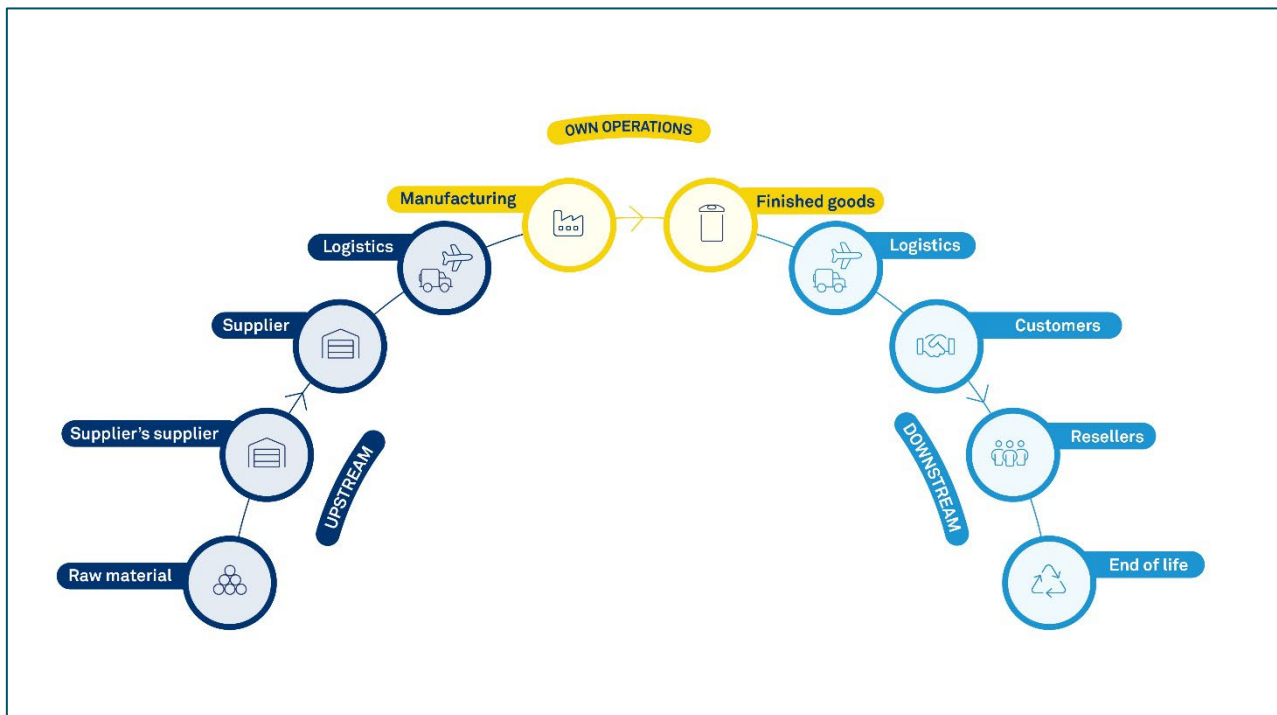 OWN OPERATIONS
Manufacturing
Finished goods
Logistics
Logistics
Supplier
Customers
Supplier's supplier
Resellers
UPSTREAM
DOWNSTREAM
Raw material
End of life